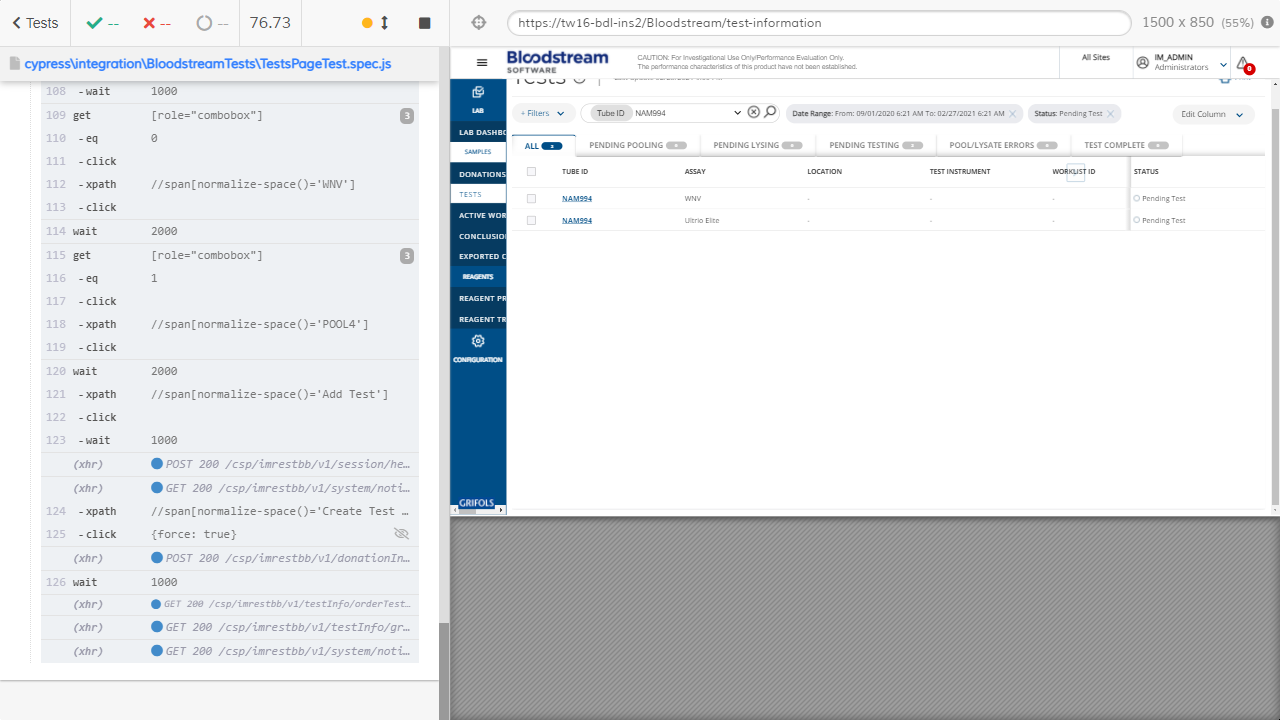 Tests
--
--
--
76.73
https://tw16-bdl-ins2/Bloodstream/test-information
1500 x 850 (55%)
cypress\integration\BloodstreamTests\TestsPageTest.spec.js
108 -wait 1000
109 get [role="combobox"] 3
110 -eq 0
111 -click
112 -xpath //span[normalize-space()='WNV']
113 -click
114 wait 2000
115 get [role="combobox"] 3
116 -eq 1
117 -click
118 -xpath //span[normalize-space()='POOL4']
119 -click
120 wait 2000
121 -xpath //span[normalize-space()='Add Test']
122 -click
123 -wait 1000
(xhr) POST 200 /csp/imrestbb/v1/session/he…
(xhr) GET 200 /csp/imrestbb/v1/system/noti…
124 -xpath //span[normalize-space()='Create Test …
125 -click {force: true}
(xhr) POST 200 /csp/imrestbb/v1/donationIn…
126 wait 1000
(xhr) GET 200 /csp/imrestbb/v1/testInfo/orderTest…
(xhr) GET 200 /csp/imrestbb/v1/testInfo/gr…
(xhr) GET 200 /csp/imrestbb/v1/system/noti…
Bloodstream
SOFTWARE
CAUTION: For Investigational Use Only/Performance Evaluation Only.
The performance characteristics of this product have not been established.
All Sites
IM_ADMIN
Administrators
0
LAB
LAB DASHBO
SAMPLES
DONATIONS
TESTS
ACTIVE WOR
CONCLUSION
EXPORTED C
REAGENTS
REAGENT PR
REAGENT TR
CONFIGURATION
GRIFOLS
Tests
+ Filters
Tube ID NAM994
Date Range: From: 09/01/2020 6:21 AM To: 02/27/2021 6:21 AM
Status: Pending Test
Edit Column
ALL 2 PENDING POOLING PENDING LYSING PENDING TESTING POOL/LYSATE ERRORS TEST COMPLETE
TUBE ID ASSAY LOCATION TEST INSTRUMENT WORKLIST ID STATUS
NAM994 WNV - - - Pending Test
NAM994 Ultrio Elite - - - Pending Test